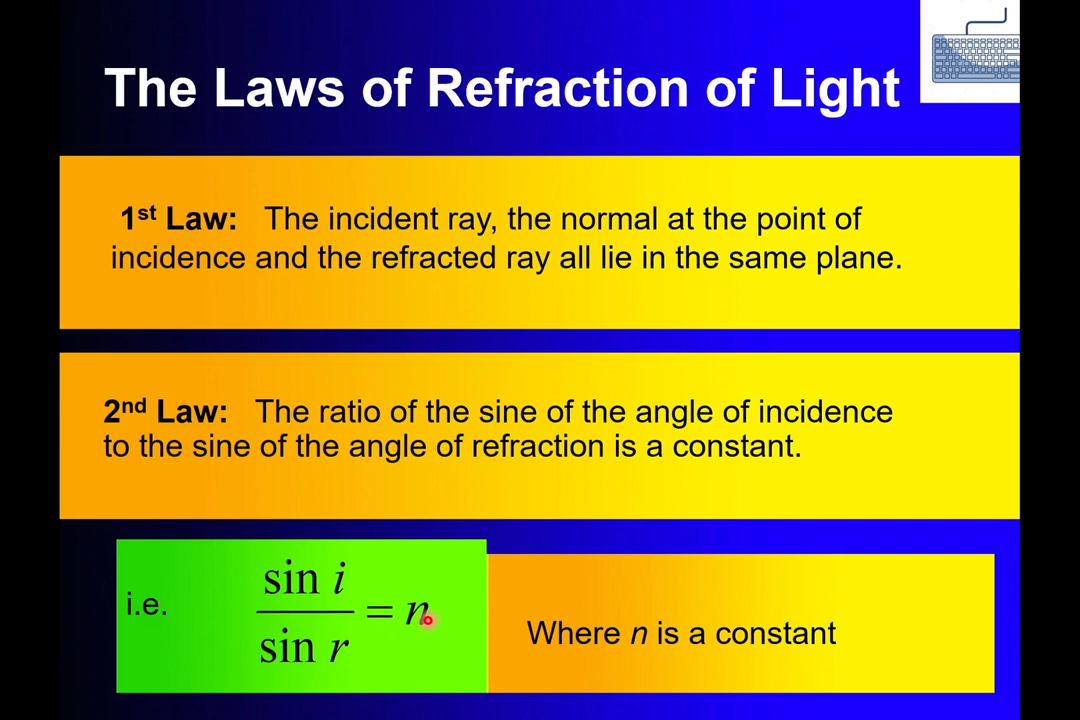 The Laws of Refraction of Light
1st Law: The incident ray, the normal at the point of
incidence and the refracted ray all lie in the same plane.
2nd Law: The ratio of the sine of the angle of incidence
to the sine of the angle of refraction is a constant.
i.e. sin i / sin r = n
Where n is a constant